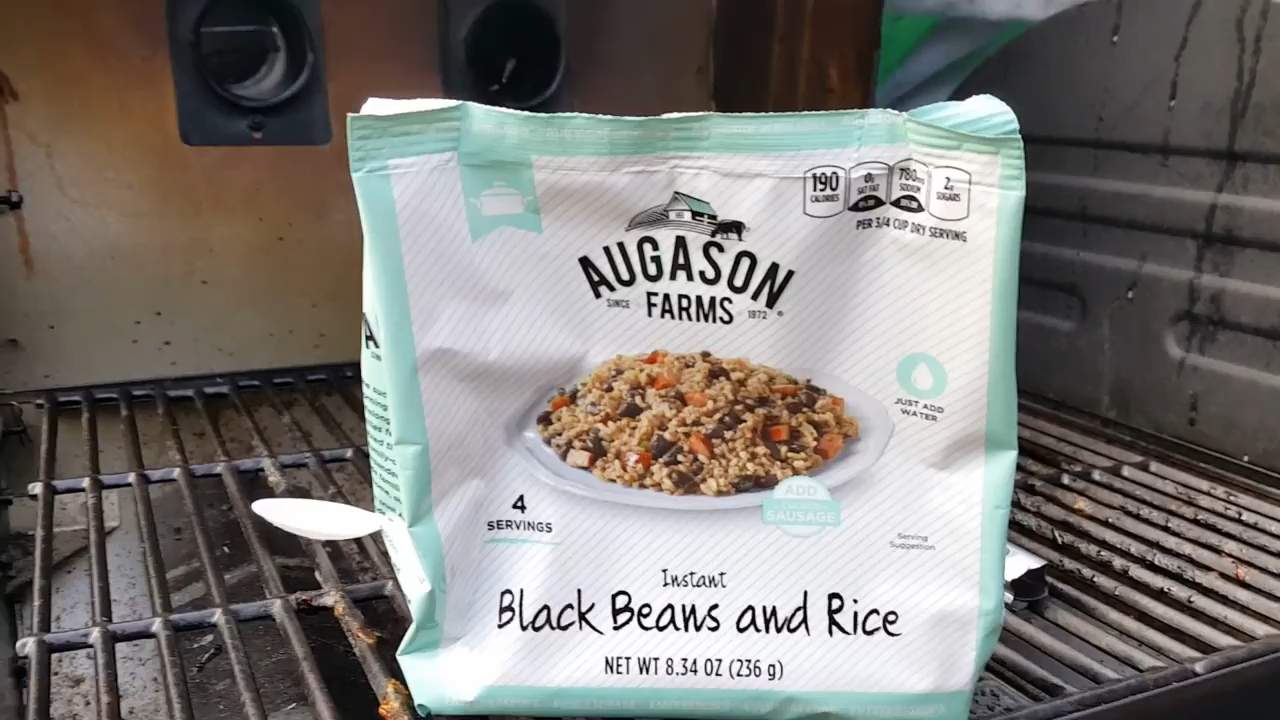 190
CALORIES
0g
SAT FAT
0% DV
780mg
SODIUM
2g
SUGARS
PER 3/4 CUP DRY SERVING
AUGASON
SINCE FARMS 1972 ®
JUST ADD
WATER
ADD
SAUSAGE
4
SERVINGS
Serving
Suggestion
Instant
Black Beans and Rice
NET WT 8.34 OZ (236 g)